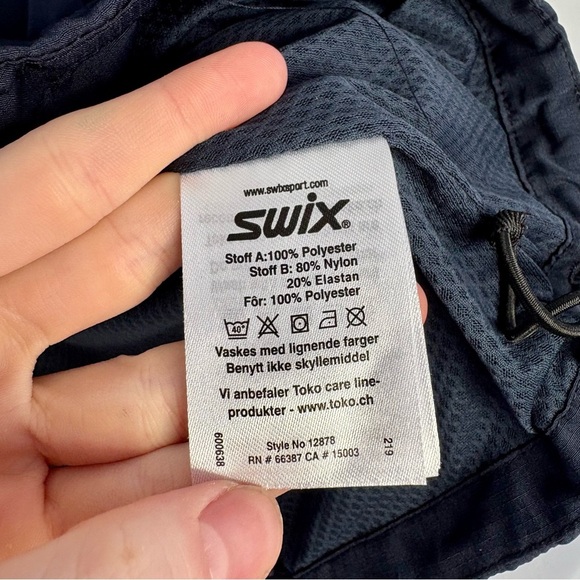 www.swixsport.com
SWIX®
Stoff A:100% Polyester
Stoff B: 80% Nylon
20% Elastan
Fôr: 100% Polyester
40°
Vaskes med lignende farger
Benytt ikke skyllemiddel
Vi anbefaler Toko care line-
produkter - www.toko.ch
Style No 12878
RN # 66387 CA # 15003
600638
219